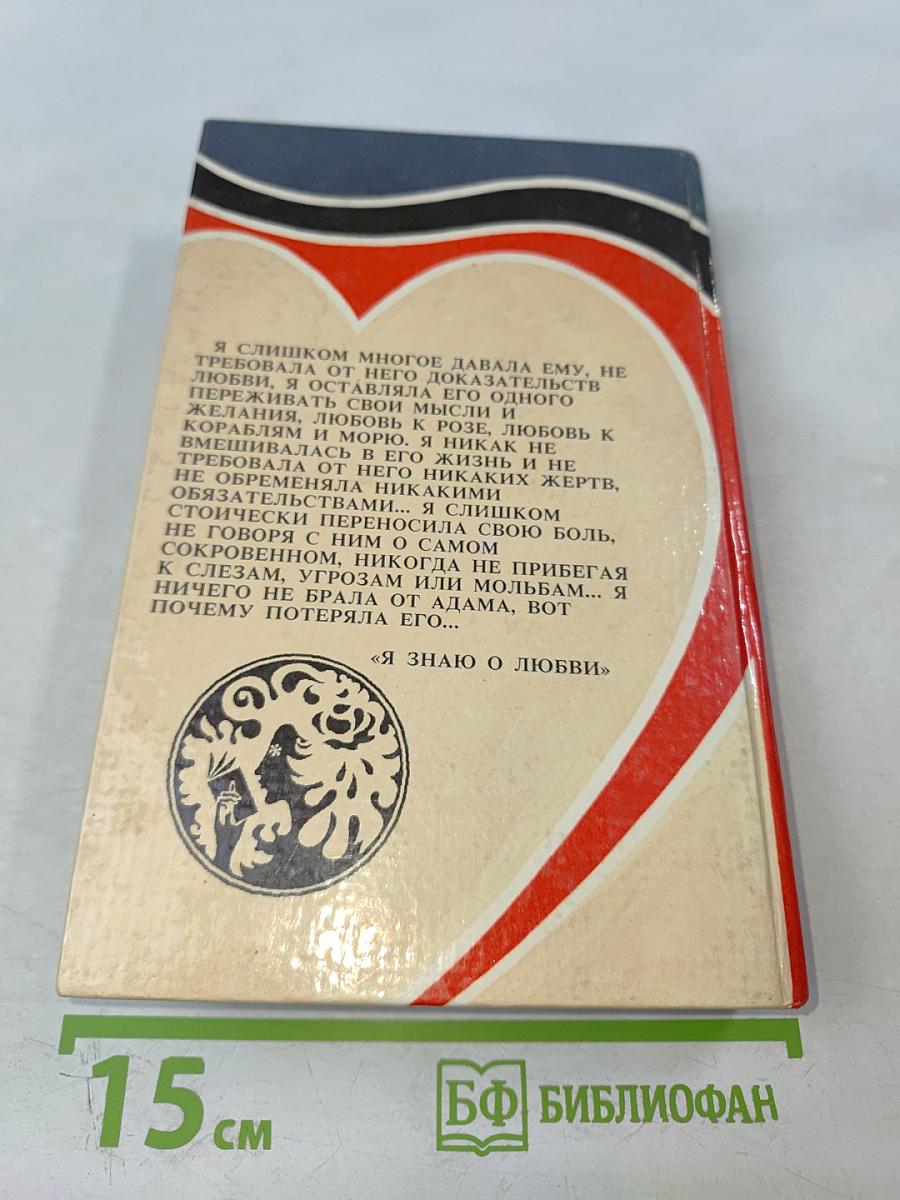 Я СЛИШКОМ МНОГОЕ ДАВАЛА ЕМУ, НЕ
ТРЕБОВАЛА ОТ НЕГО ДОКАЗАТЕЛЬСТВ
ЛЮБВИ, Я ОСТАВЛЯЛА ЕГО ОДНОГО
ПЕРЕЖИВАТЬ СВОИ МЫСЛИ И
ЖЕЛАНИЯ, ЛЮБОВЬ К РОЗЕ, ЛЮБОВЬ К
КОРАБЛЯМ И МОРЮ. Я НИКАК НЕ
ВМЕШИВАЛАСЬ В ЕГО ЖИЗНЬ И НЕ
ТРЕБОВАЛА ОТ НЕГО НИКАКИХ ЖЕРТВ,
НЕ ОБРЕМЕНЯЛА НИКАКИМИ
ОБЯЗАТЕЛЬСТВАМИ... Я СЛИШКОМ
СТОИЧЕСКИ ПЕРЕНОСИЛА СВОЮ БОЛЬ,
НЕ ГОВОРЯ С НИМ О САМОМ
СОКРОВЕННОМ, НИКОГДА НЕ ПРИБЕГАЯ
К СЛЕЗАМ, УГРОЗАМ ИЛИ МОЛЬБАМ... Я
НИЧЕГО НЕ БРАЛА ОТ АДАМА, ВОТ
ПОЧЕМУ ПОТЕРЯЛА ЕГО...
«Я ЗНАЮ О ЛЮБВИ»
15 см
БФ БИБЛИОФАН